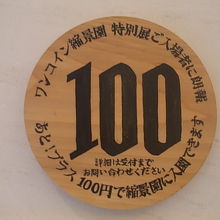 ワンコイン縮景園 特別展ご入場者に朗報
100
詳細は受付まで
お問い合わせください
あと!プラス100円で縮景園に入園できます